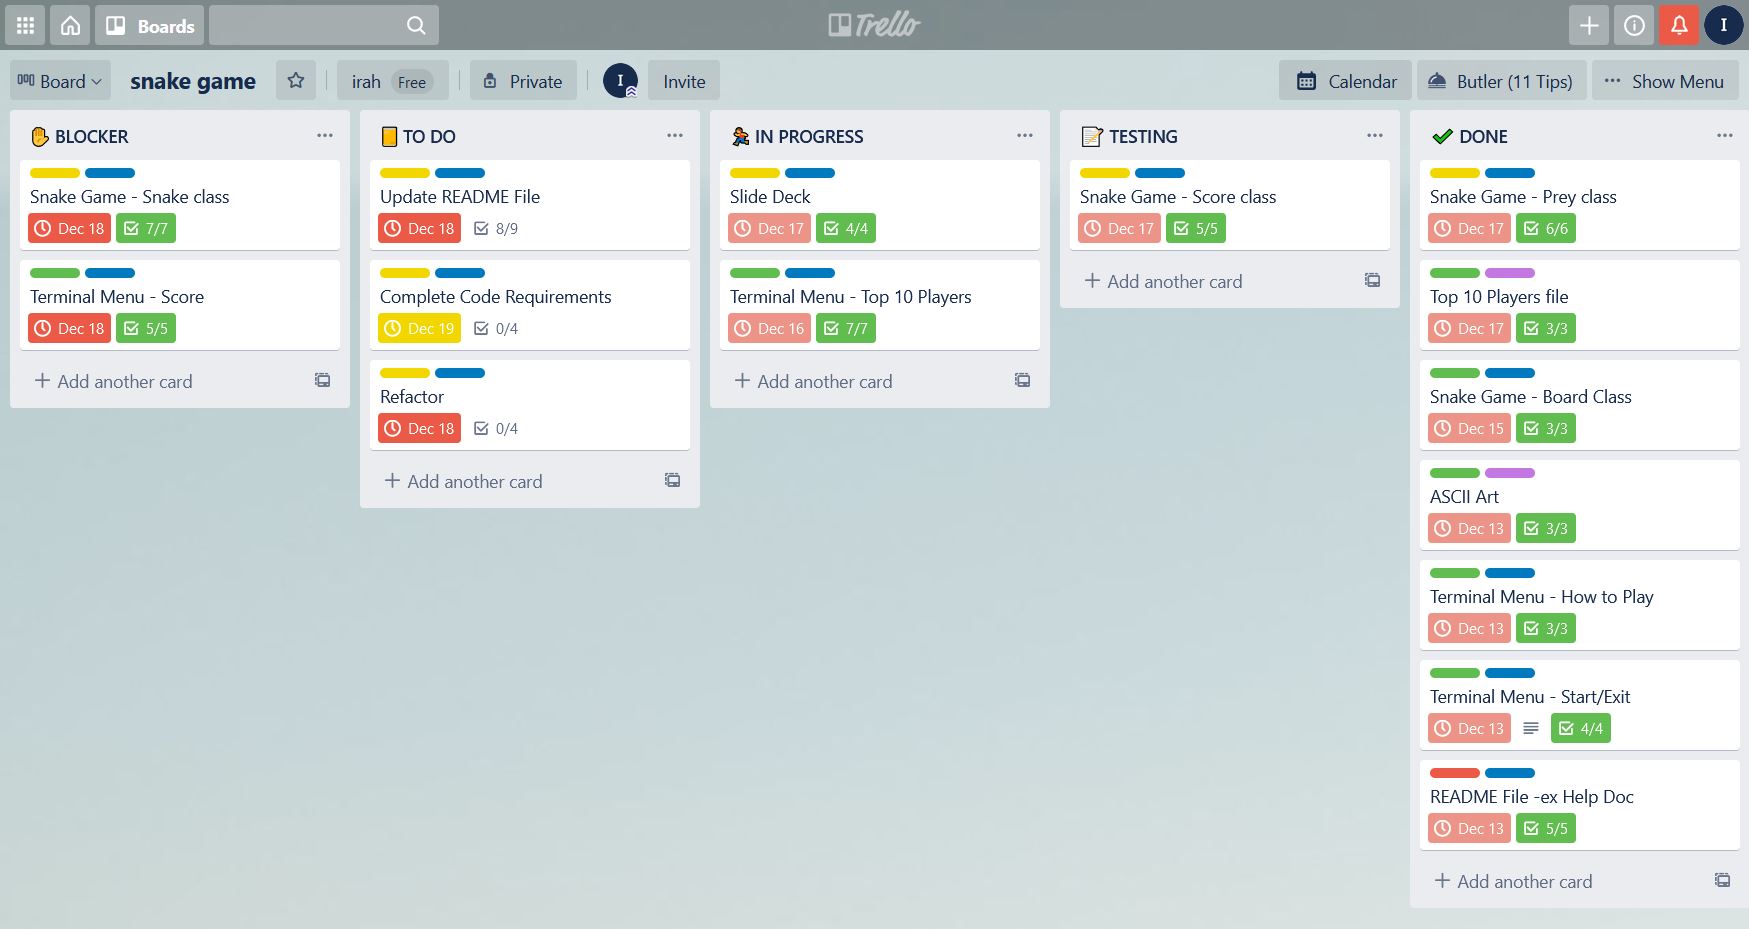 Boards
Trello
I
Board
snake game
irah Free
Private
I
Invite
Calendar
Butler (11 Tips)
Show Menu
BLOCKER
Snake Game - Snake class
Dec 18 7/7
Terminal Menu - Score
Dec 18 5/5
+ Add another card
TO DO
Update README File
Dec 18 8/9
Complete Code Requirements
Dec 19 0/4
Refactor
Dec 18 0/4
+ Add another card
IN PROGRESS
Slide Deck
Dec 17 4/4
Terminal Menu - Top 10 Players
Dec 16 7/7
+ Add another card
TESTING
Snake Game - Score class
Dec 17 5/5
+ Add another card
DONE
Snake Game - Prey class
Dec 17 6/6
Top 10 Players file
Dec 17 3/3
Snake Game - Board Class
Dec 15 3/3
ASCII Art
Dec 13 3/3
Terminal Menu - How to Play
Dec 13 3/3
Terminal Menu - Start/Exit
Dec 13 4/4
README File -ex Help Doc
Dec 13 5/5
+ Add another card